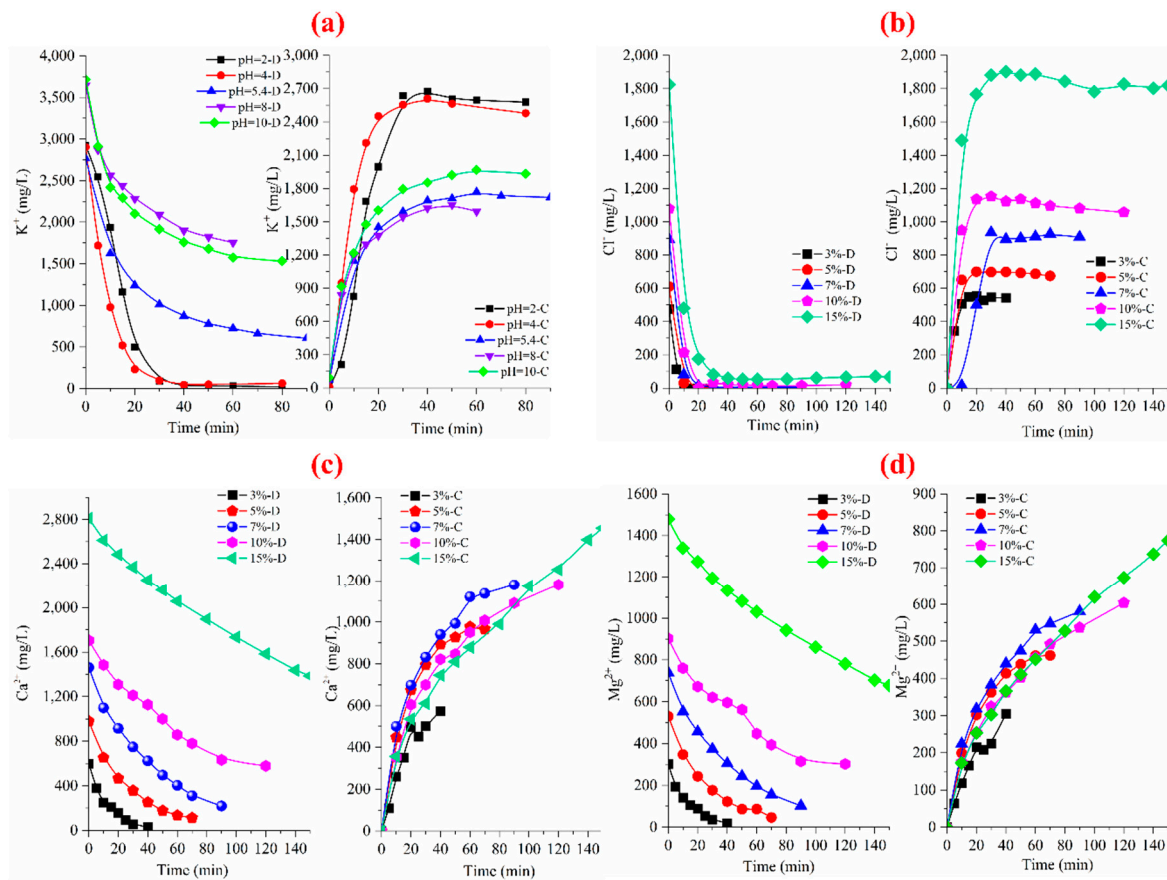 (a)
4,000
3,500
3,000
2,500
2,000
1,500
1,000
500
0
K+ (mg/L)
0 20 40 60 80
Time (min)
pH=2-D
pH=4-D
pH=5.4-D
pH=8-D
pH=10-D
3,000
2,700
2,400
2,100
1,800
1,500
1,200
900
600
300
0
K+ (mg/L)
0 20 40 60 80
Time (min)
pH=2-C
pH=4-C
pH=5.4-C
pH=8-C
pH=10-C
(b)
2,000
1,800
1,600
1,400
1,200
1,000
800
600
400
200
0
Cl- (mg/L)
0 20 40 60 80 100 120 140
Time (min)
3%-D
5%-D
7%-D
10%-D
15%-D
2,000
1,800
1,600
1,400
1,200
1,000
800
600
400
200
0
Cl- (mg/L)
0 20 40 60 80 100 120 140
Time (min)
3%-C
5%-C
7%-C
10%-C
15%-C
(c)
2,800
2,400
2,000
1,600
1,200
800
400
0
Ca2- (mg/L)
0 20 40 60 80 100 120 140
Time (min)
3%-D
5%-D
7%-D
10%-D
15%-D
1,600
1,400
1,200
1,000
800
600
400
200
0
Ca2- (mg/L)
0 20 40 60 80 100 120 140
Time (min)
3%-C
5%-C
7%-C
10%-C
15%-C
(d)
1600
1400
1200
1000
800
600
400
200
0
Mg2+ (mg/L)
0 20 40 60 80 100 120 140
Time (min)
3%-D
5%-D
7%-D
10%-D
15%-D
900
800
700
600
500
400
300
200
100
0
Mg2− (mg/L)
0 20 40 60 80 100 120 140
Time (min)
3%-C
5%-C
7%-C
10%-C
15%-C